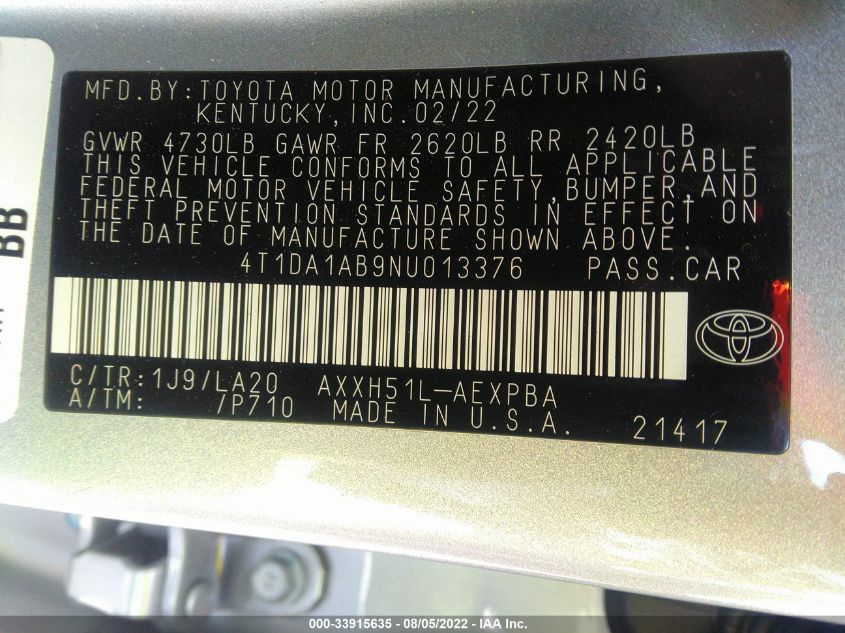 MFD.BY:TOYOTA MOTOR MANUFACTURING,
KENTUCKY,INC.02/22
GVWR 4730LB GAWR FR 2620LB RR 2420LB
THIS VEHICLE CONFORMS TO ALL APPLICABLE
FEDERAL MOTOR VEHICLE SAFETY,BUMPER,AND
THEFT PREVENTION STANDARDS IN EFFECT ON
THE DATE OF MANUFACTURE SHOWN ABOVE.
4T1DA1AB9NU013376 PASS.CAR
C/TR:1J9/LA20 AXXH51L-AEXPBA
A/TM: /P710 MADE IN U.S.A. 21417
BB
000-33915635 - 08/05/2022 - IAAI.COM